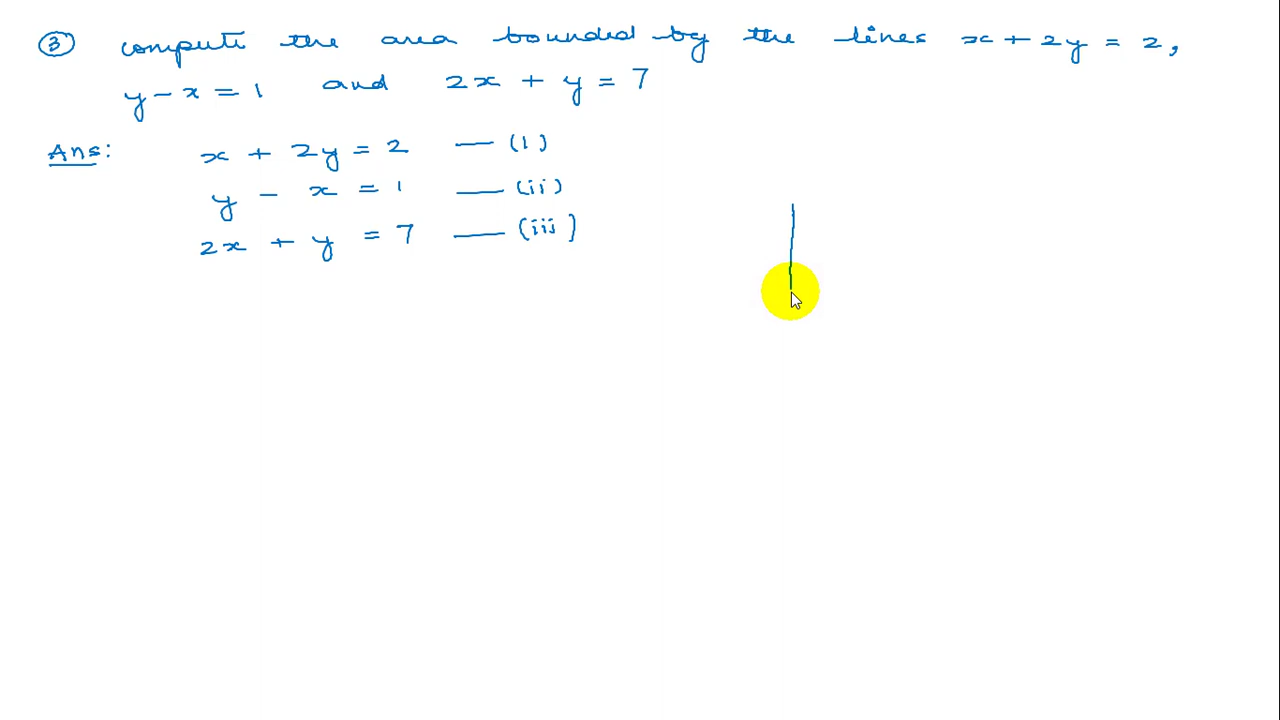 ③ compute the area bounded by the lines x + 2y = 2,
y - x = 1 and 2x + y = 7
Ans: x + 2y = 2 — (i)
y - x = 1 — (ii)
2x + y = 7 — (iii)